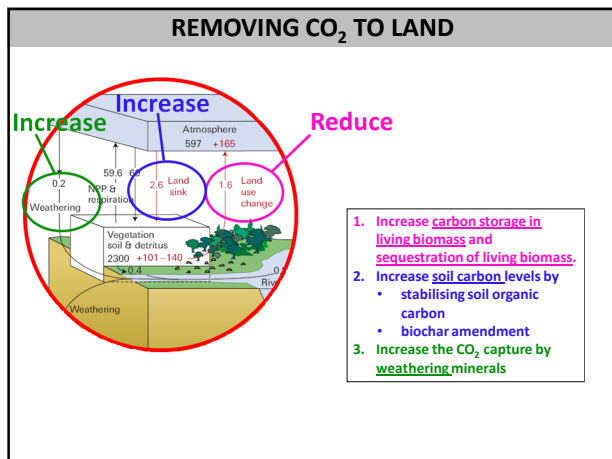 REMOVING CO₂ TO LAND
Increase
Increase
Reduce
Atmosphere
597 +165
0.2
Weathering
59.6
NPP &
respiration
2.6 Land
sink
1.6 Land
use
change
Vegetation
soil & detritus
2300 +101–140
0.4
Weathering
1. Increase carbon storage in
living biomass and
sequestration of living biomass.
2. Increase soil carbon levels by
• stabilising soil organic
carbon
• biochar amendment
3. Increase the CO₂ capture by
weathering minerals